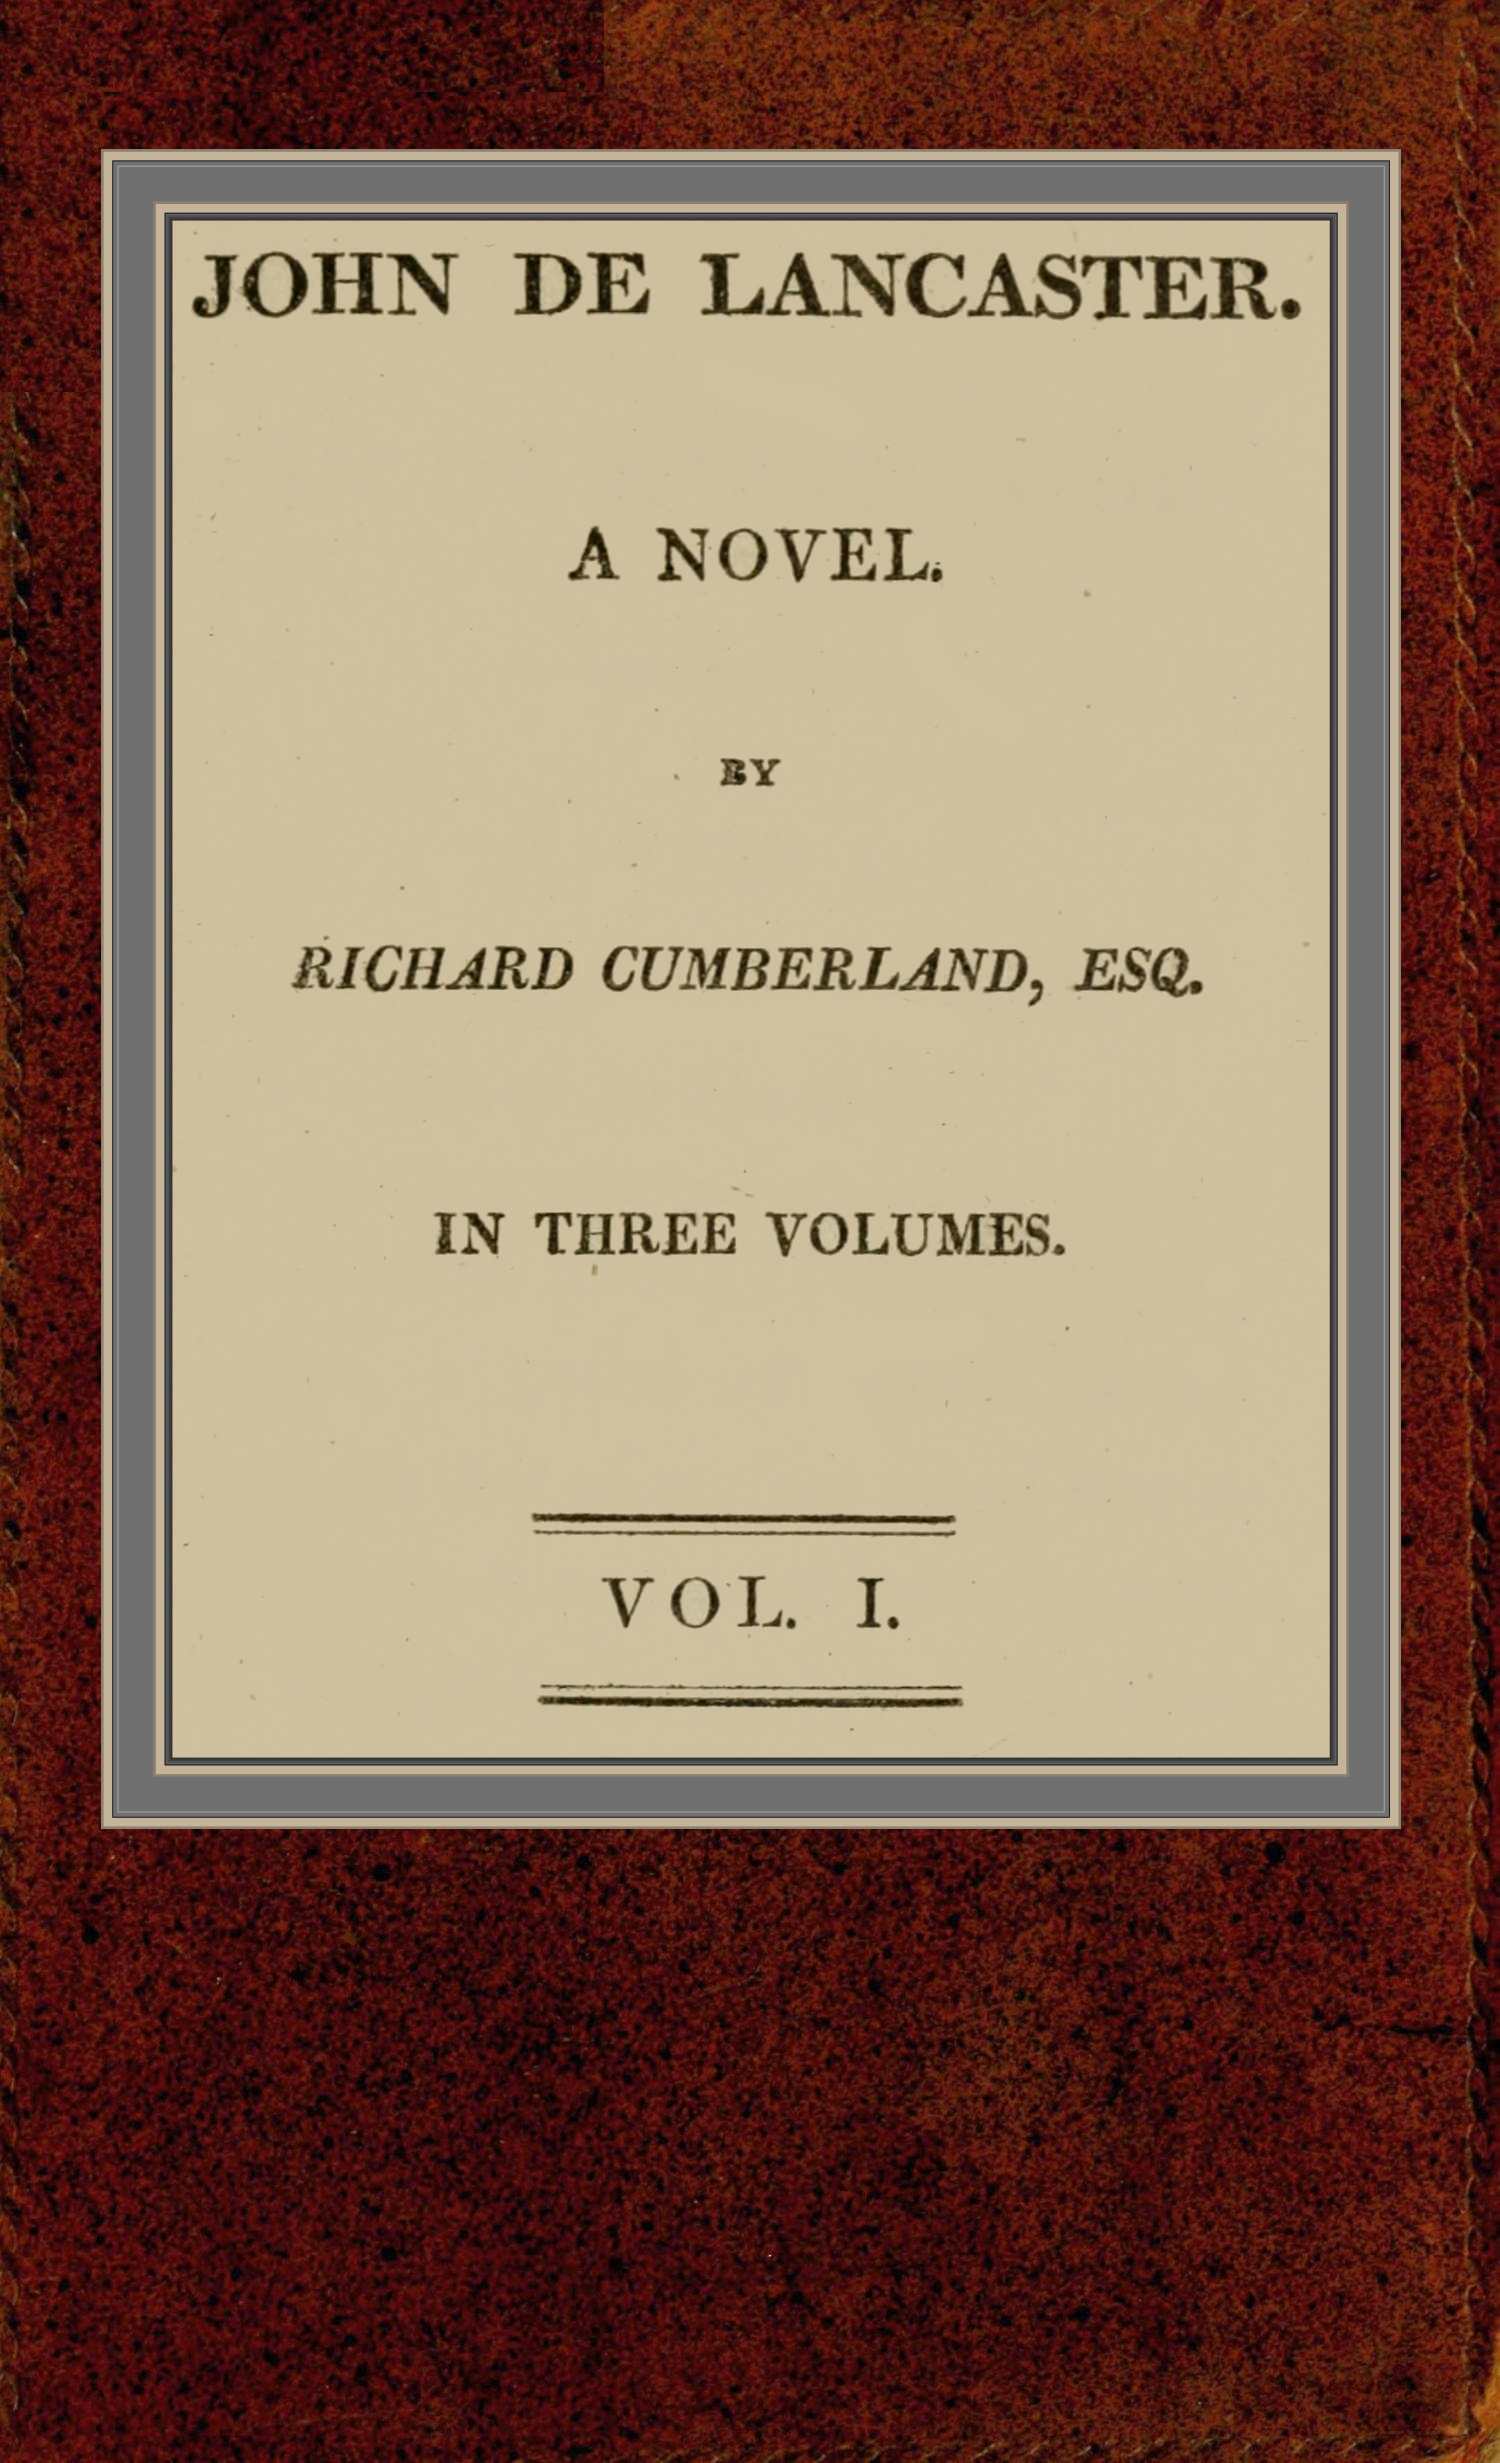 JOHN DE LANCASTER.
A NOVEL.
BY
RICHARD CUMBERLAND, ESQ.
IN THREE VOLUMES.
VOL. I.